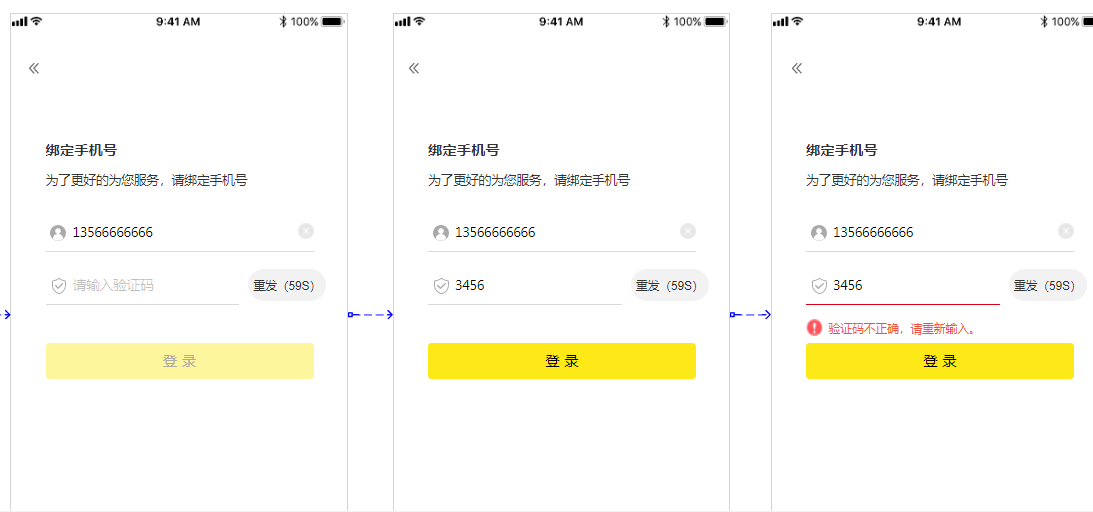 9:41 AM 100%
绑定手机号
为了更好的为您服务，请绑定手机号
13566666666
请输入验证码 重发（59S）
登 录
9:41 AM 100%
绑定手机号
为了更好的为您服务，请绑定手机号
13566666666
3456 重发（59S）
登 录
9:41 AM 100%
绑定手机号
为了更好的为您服务，请绑定手机号
13566666666
3456 重发（59S）
验证码不正确，请重新输入。
登 录